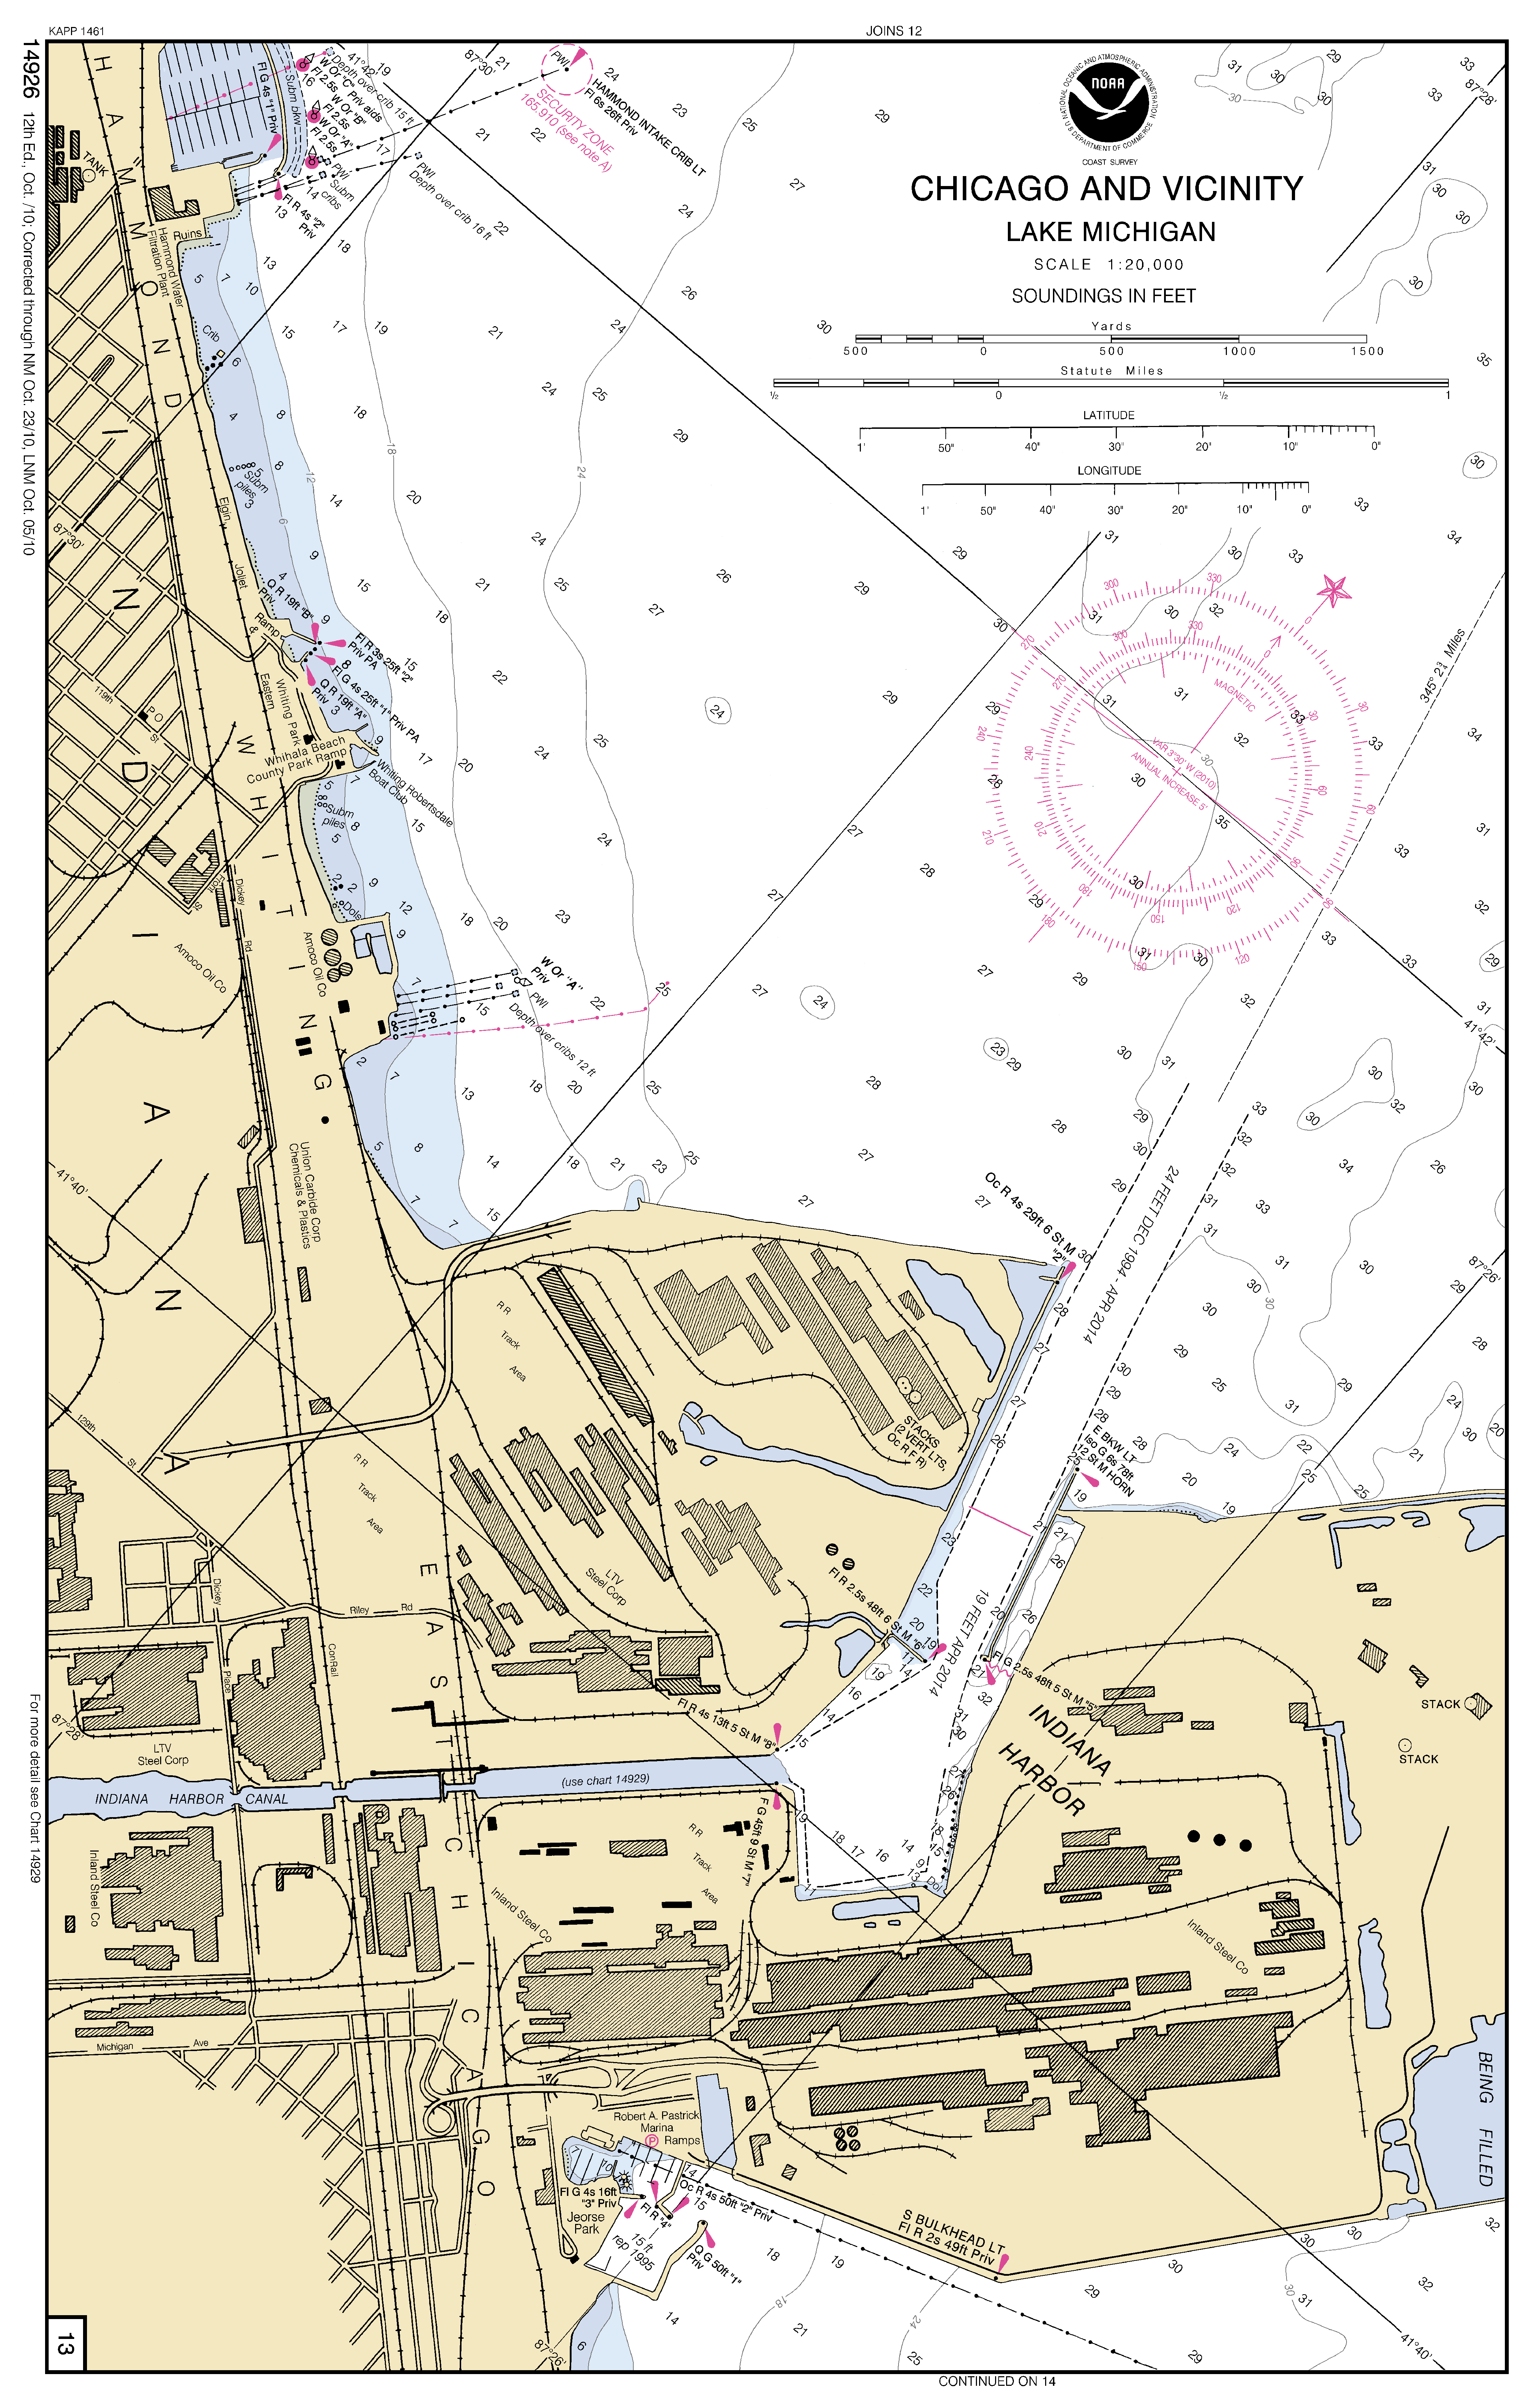 KAPP 1461
JOINS 12
14926 12th Ed., Oct. /10; Corrected through NM Oct. 23/10, LNM Oct. 05/10
NATIONAL OCEANIC AND ATMOSPHERIC ADMINISTRATION
NOAA
U.S. DEPARTMENT OF COMMERCE
COAST SURVEY
CHICAGO AND VICINITY
LAKE MICHIGAN
SCALE 1:20,000
SOUNDINGS IN FEET
Yards
500 0 500 1000 1500
Statute Miles
½ 0 ½ 1
LATITUDE
1' 50" 40" 30" 20" 10" 0"
LONGITUDE
1' 50" 40" 30" 20" 10" 0"
HAMMOND
INDIANA
WHITING
EAST CHICAGO
TANK
Fl G 4s "1" Priv
Subm bkw
Depth over crib 15 ft
W Or "C" Priv aids
Fl 2.5s
W Or "B"
Fl 2.5s
W Or "A"
Fl 2.5s
PWI
Subm
cribs
Fl R 4s "2"
Priv
PWI
Depth over crib 16 ft
PWI
HAMMOND INTAKE CRIB LT
Fl 6s 26ft Priv
SECURITY ZONE
165.910 (see note A)
41°42'
87°30'
87°28'
Ruins
Hammond Water
Filtration Plant
Crib
Subm
piles
Elgin
Joliet
&
Eastern
87°30'
Q R 19ft "B"
Priv
Ramp
Fl R 3s 25ft "2"
Priv PA
Fl G 4s 25ft "1" Priv PA
Q R 19ft "A"
Priv
Whiting Park
119th
St
P O
Whihala Beach
County Park Ramp
Whiting Robertsdale
Boat Club
Subm
piles
Dols
Dickey
Rd
Amoco Oil Co
Amoco Oil Co
W Or "A"
Priv
PWI
Depth over cribs 12 ft
MAGNETIC
VAR 3°30' W (2010)
ANNUAL INCREASE 5'
345° 2¾ Miles
41°42'
41°40'
Union Carbide Corp
Chemicals & Plastics
Oc R 4s 29ft 6 St M
"2"
24 FEET DEC 1994 - APR 2014
87°26'
R R
Track
Area
STACKS
(2 VERT LTS,
Oc R F R)
E BKW LT
Iso G 6s 78ft
12 St M HORN
129th
St
R R
Track
Area
LTV
Steel Corp
Fl R 2.5s 48ft 6 St M "6"
19 FEET APR 2014
Fl G 2.5s 48ft 5 St M "5"
Dickey
Place
Riley Rd
ConRail
Fl R 4s 13ft 5 St M "8"
INDIANA
HARBOR
STACK
STACK
87°28'
LTV
Steel Corp
(use chart 14929)
INDIANA HARBOR CANAL
F G 45ft 9 St M "7"
R R
Track
Area
Dol
Inland Steel Co
Inland Steel Co
Inland Steel Co
Michigan Ave
Robert A. Pastrick
Marina
P Ramps
Fl G 4s 16ft
"3" Priv
Jeorse
Park
Fl R "4"
Oc R 4s 50ft "2" Priv
15 ft
rep 1995
Q G 50ft "1"
Priv
S BULKHEAD LT
Fl R 2s 49ft Priv
BEING FILLED
87°26'
41°40'
For more detail see Chart 14929
13
CONTINUED ON 14